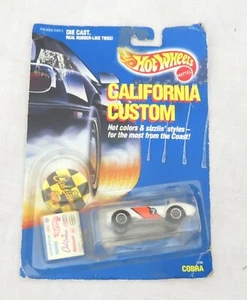 DIE CAST.
REAL RUBBER-LIKE TIRES!
Hot Wheels
MATTEL
CALIFORNIA
CUSTOM
Hot colors & sizzlin' styles -
for the most from the Coast!
COBRA